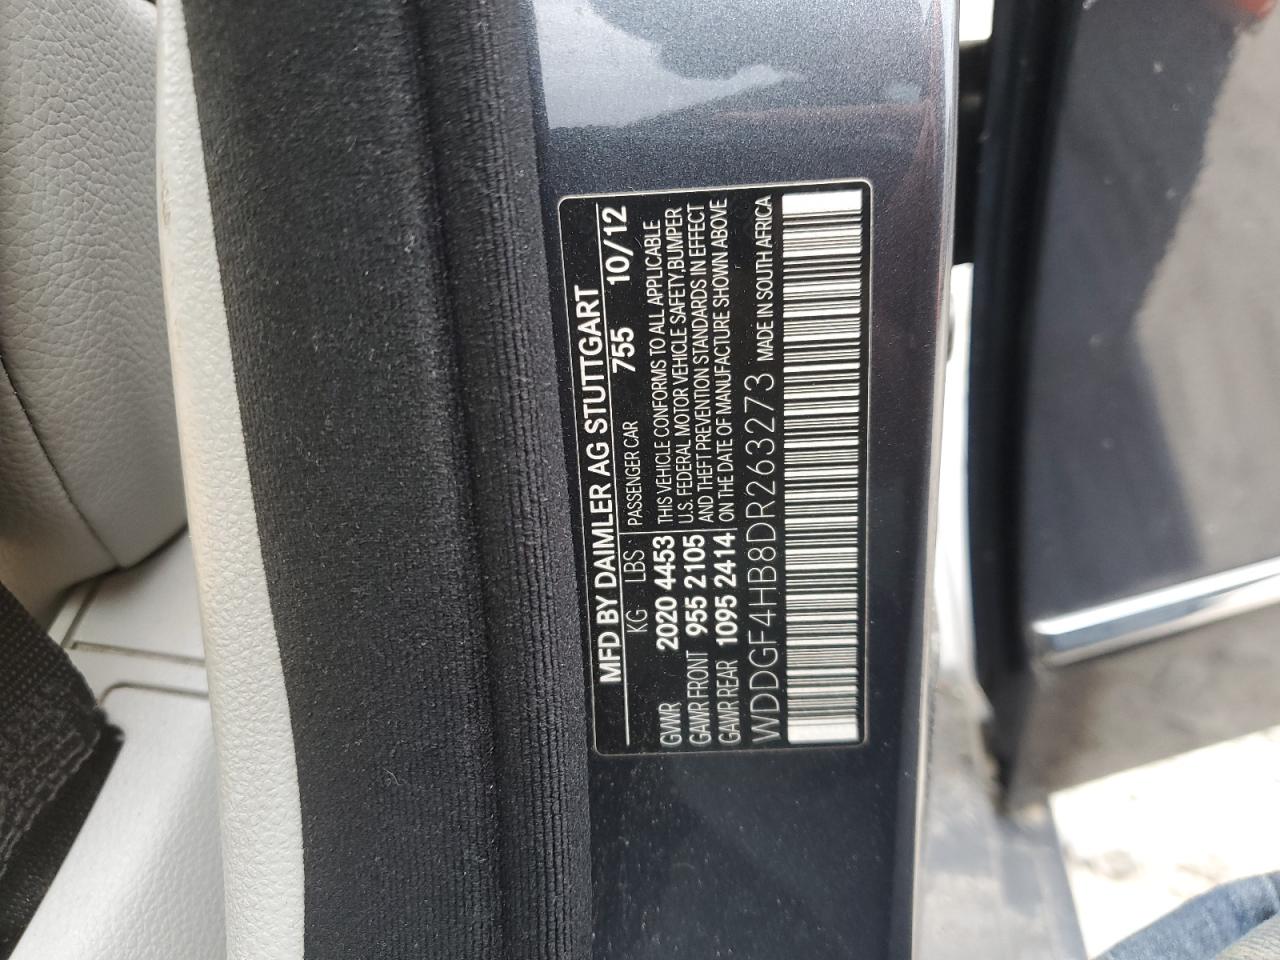 MFD BY DAIMLER AG STUTTGART
KG LBS PASSENGER CAR 755 10/12
GVWR 2020 4453 THIS VEHICLE CONFORMS TO ALL APPLICABLE
GAWR FRONT 955 2105 U.S. FEDERAL MOTOR VEHICLE SAFETY,BUMPER
AND THEFT PREVENTION STANDARDS IN EFFECT
GAWR REAR 1095 2414 ON THE DATE OF MANUFACTURE SHOWN ABOVE
WDDGF4HB8DR263273 MADE IN SOUTH AFRICA